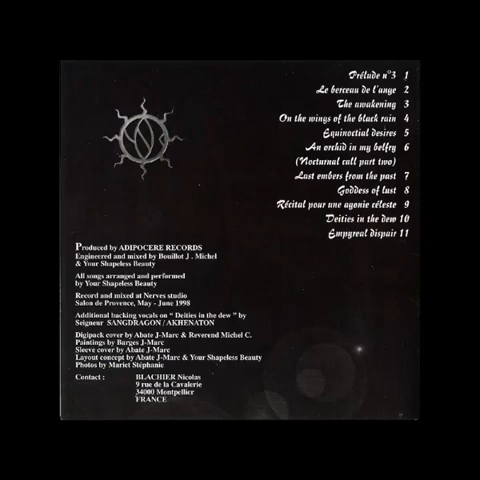 Prélude n°3 1
Le berceau de l'ange 2
The awakening 3
On the wings of the black rain 4
Equinoctial desires 5
An orchid in my belfry 6
(Nocturnal call part two)
Last embers from the past 7
Goddess of lust 8
Récital pour une agonie céleste 9
Deities in the dew 10
Empyreal dispair 11
Produced by ADIPOCERE RECORDS
Engineered and mixed by Bouillot J . Michel
& Your Shapeless Beauty
All songs arranged and performed
by Your Shapeless Beauty
Record and mixed at Nerves studio
Salon de Provence, May - June 1998
Additional backing vocals on " Deities in the dew " by
Seigneur SANGDRAGON / AKHENATON
Digipack cover by Abate J-Marc & Reverend Michel C.
Paintings by Barges J-Marc
Sleeve cover by Abate J-Marc
Layout concept by Abate J-Marc & Your Shapeless Beauty
Photos by Mariet Stéphanie
Contact : BLACHIER Nicolas
9 rue de la Cavalerie
34000 Montpellier
FRANCE